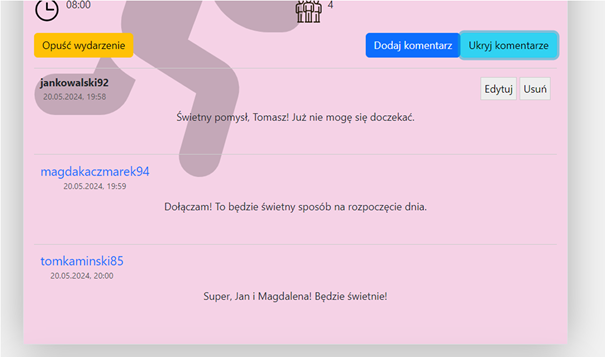 08:00 4
Opuść wydarzenie Dodaj komentarz Ukryj komentarze
jankowalski92 Edytuj Usuń
20.05.2024, 19:58
Świetny pomysł, Tomasz! Już nie mogę się doczekać.
magdakaczmarek94
20.05.2024, 19:59
Dołączam! To będzie świetny sposób na rozpoczęcie dnia.
tomkaminski85
20.05.2024, 20:00
Super, Jan i Magdalena! Będzie świetnie!